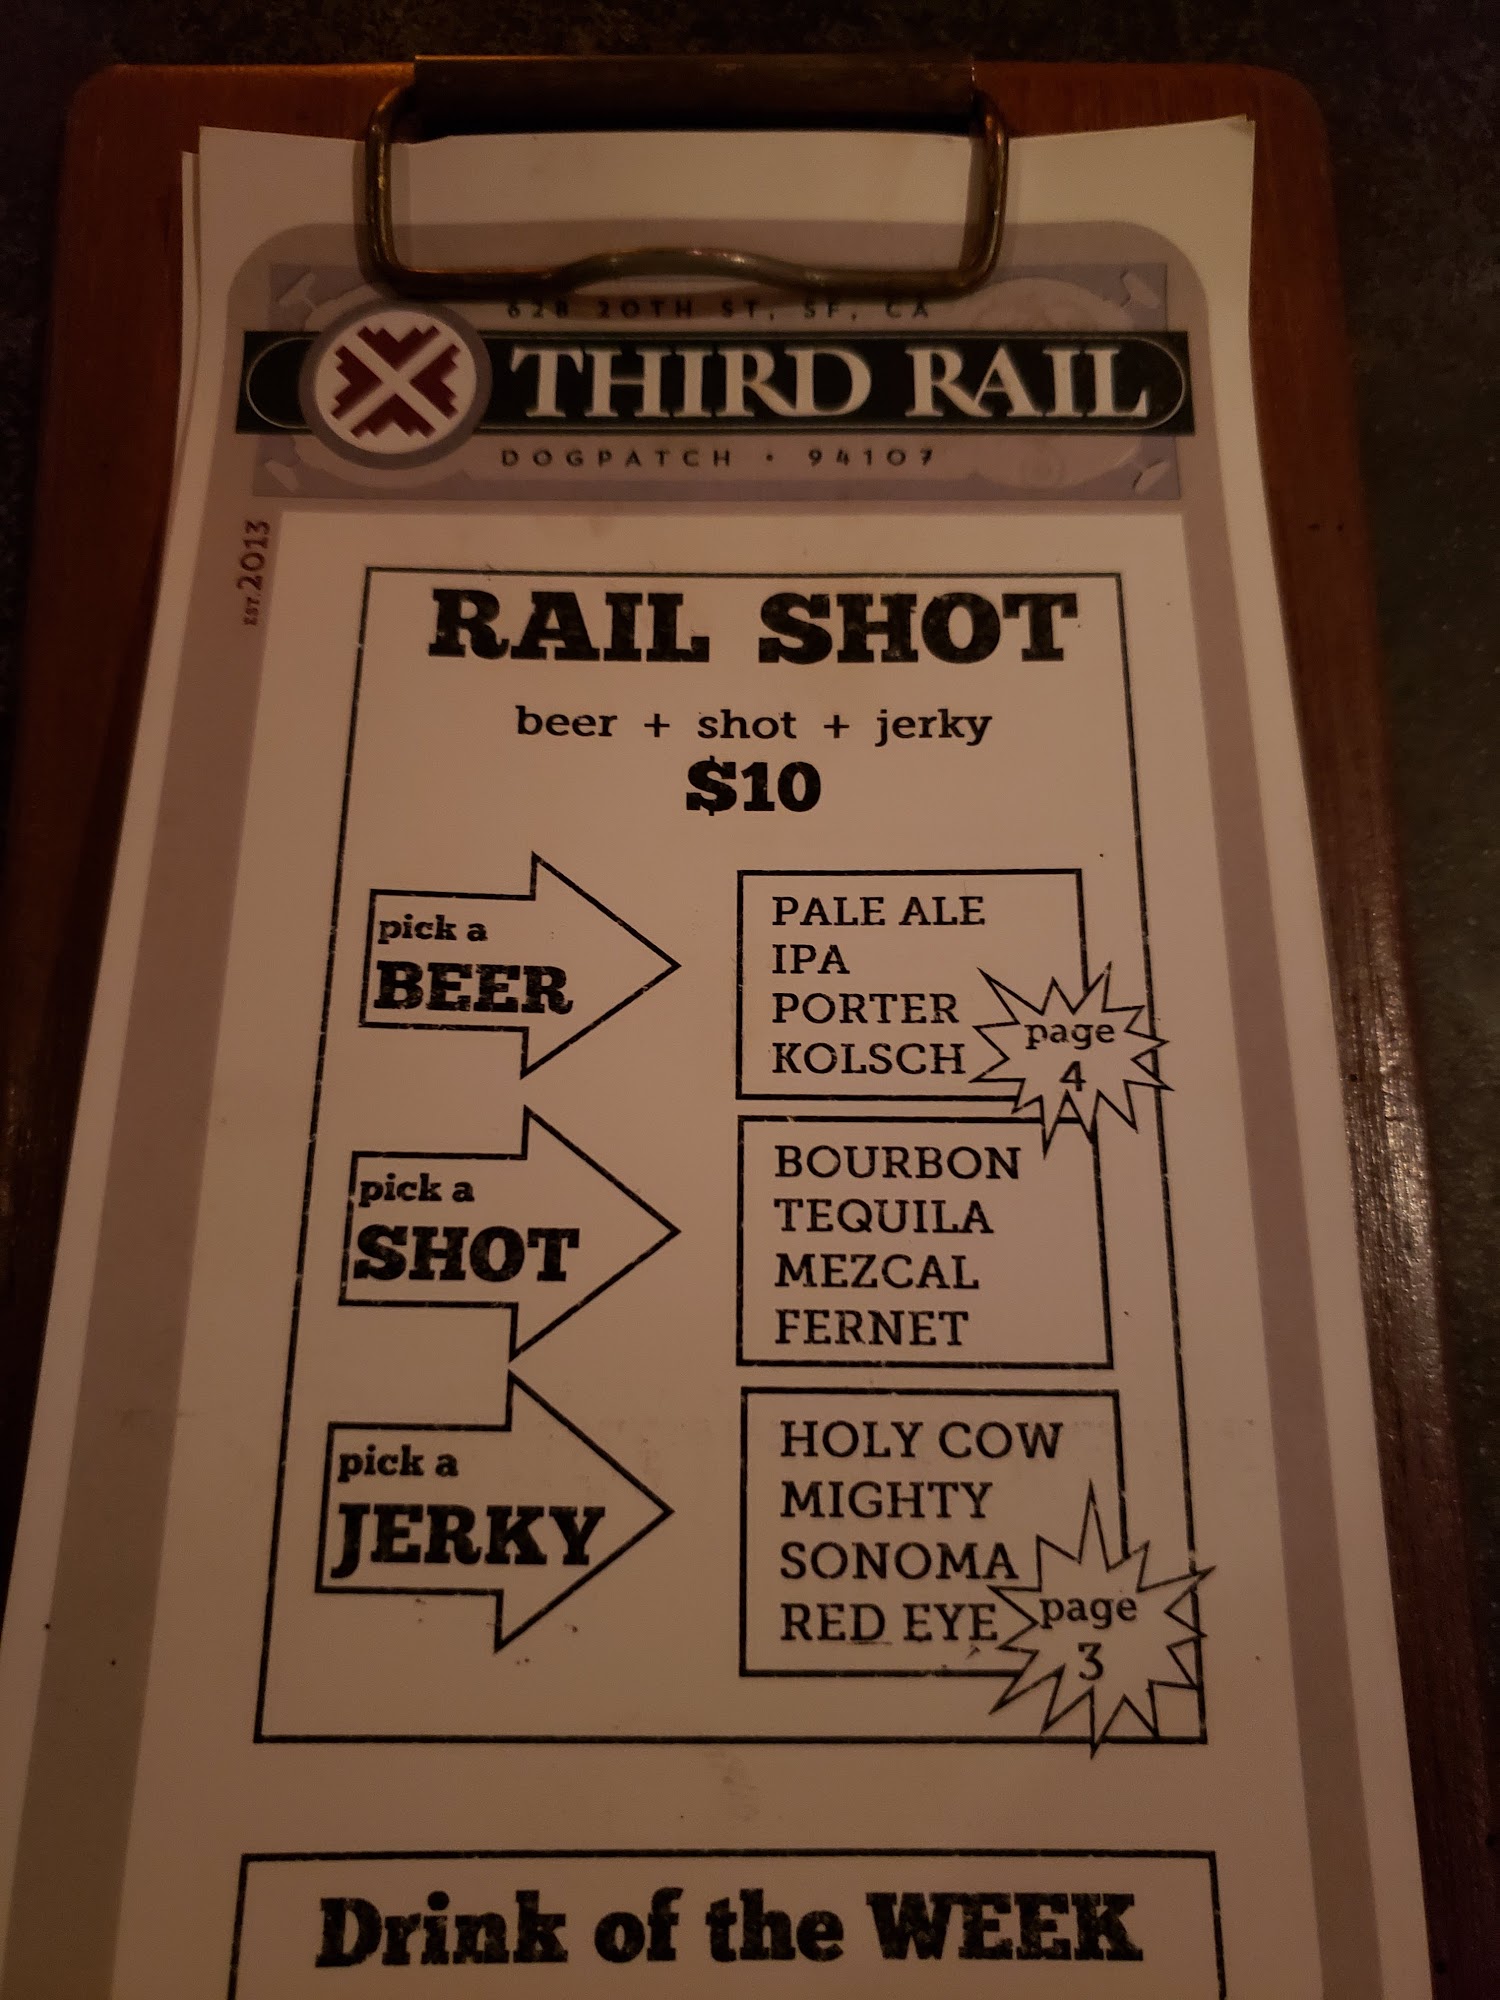 628 20TH ST, SF, CA
THIRD RAIL
DOGPATCH • 94107
EST. 2013
RAIL SHOT
beer + shot + jerky
$10
pick a
BEER
PALE ALE
IPA
PORTER
KOLSCH
page
4
pick a
SHOT
BOURBON
TEQUILA
MEZCAL
FERNET
pick a
JERKY
HOLY COW
MIGHTY
SONOMA
RED EYE
page
3
Drink of the WEEK